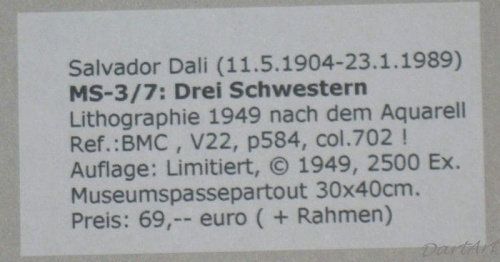 Salvador Dali (11.5.1904-23.1.1989)
MS-3/7: Drei Schwestern
Lithographie 1949 nach dem Aquarell
Ref.:BMC , V22, p584, col.702 !
Auflage: Limitiert, © 1949, 2500 Ex.
Museumspassepartout 30x40cm.
Preis: 69,-- euro ( + Rahmen)
DartArt